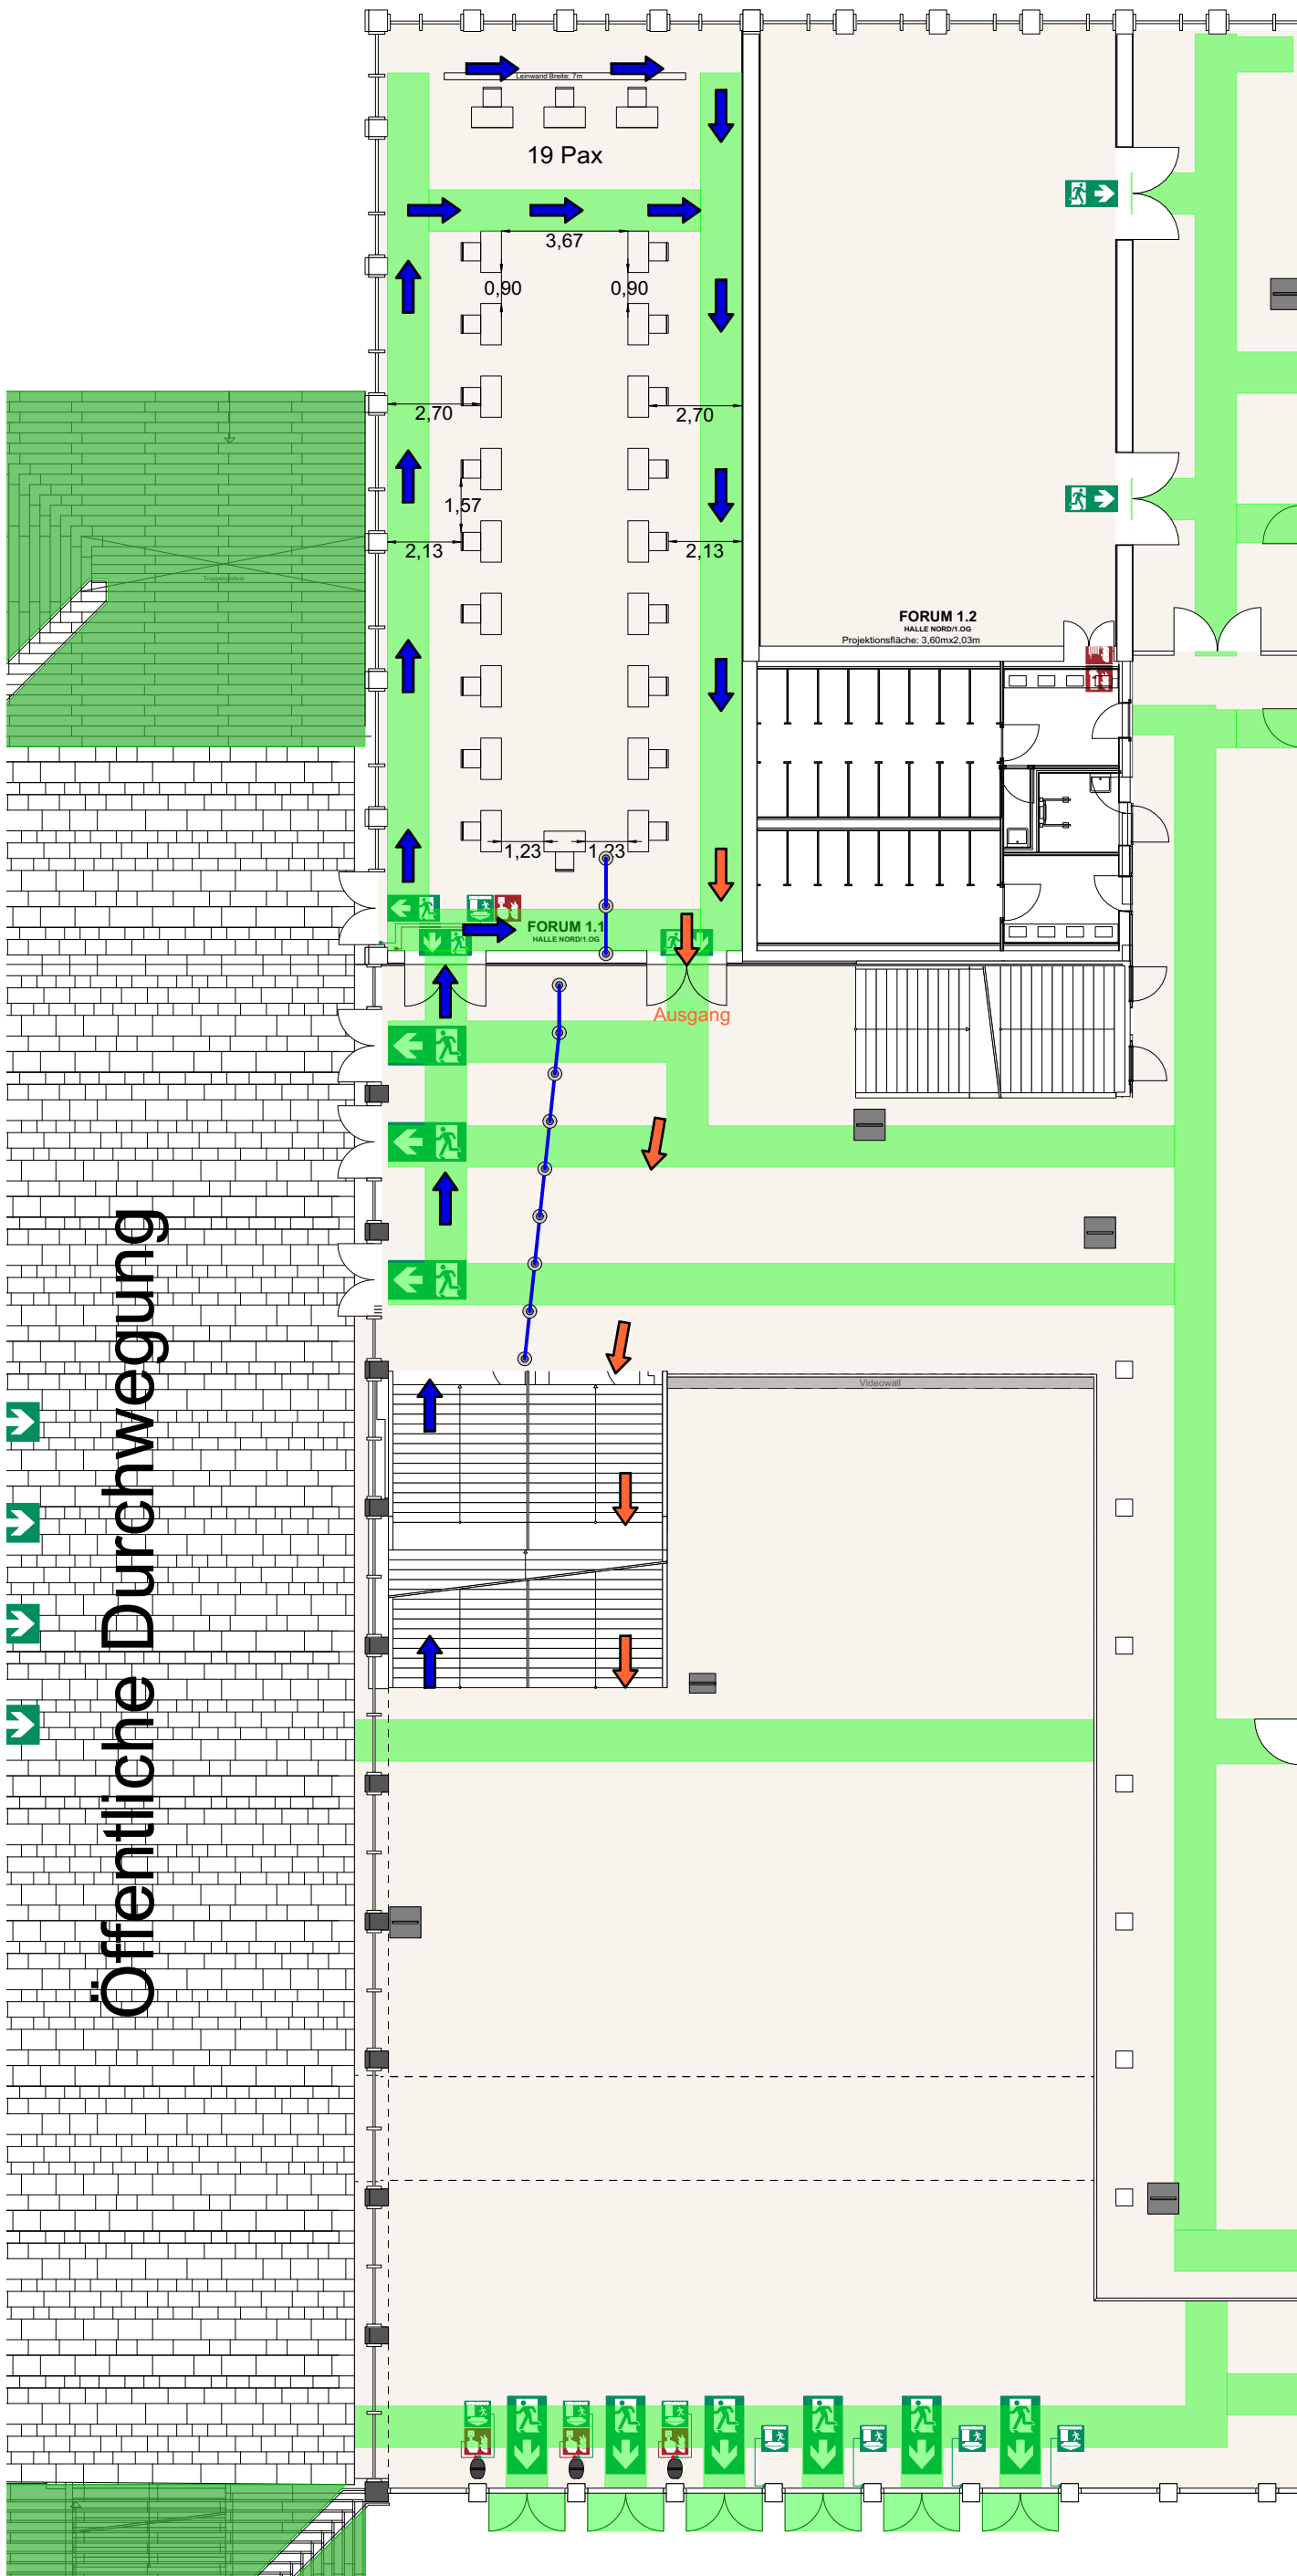 Leinwand Breite: 7m
19 Pax
3,67
0,90
0,90
2,70
2,70
1,57
2,13
2,13
Treppenpodest
FORUM 1.2
HALLE NORD/1.OG
Projektionsfläche: 3,60mx2,03m
1,23
1,23
FORUM 1.1
HALLE NORD/1.OG
Ausgang
Videowall
Öffentliche Durchwegung